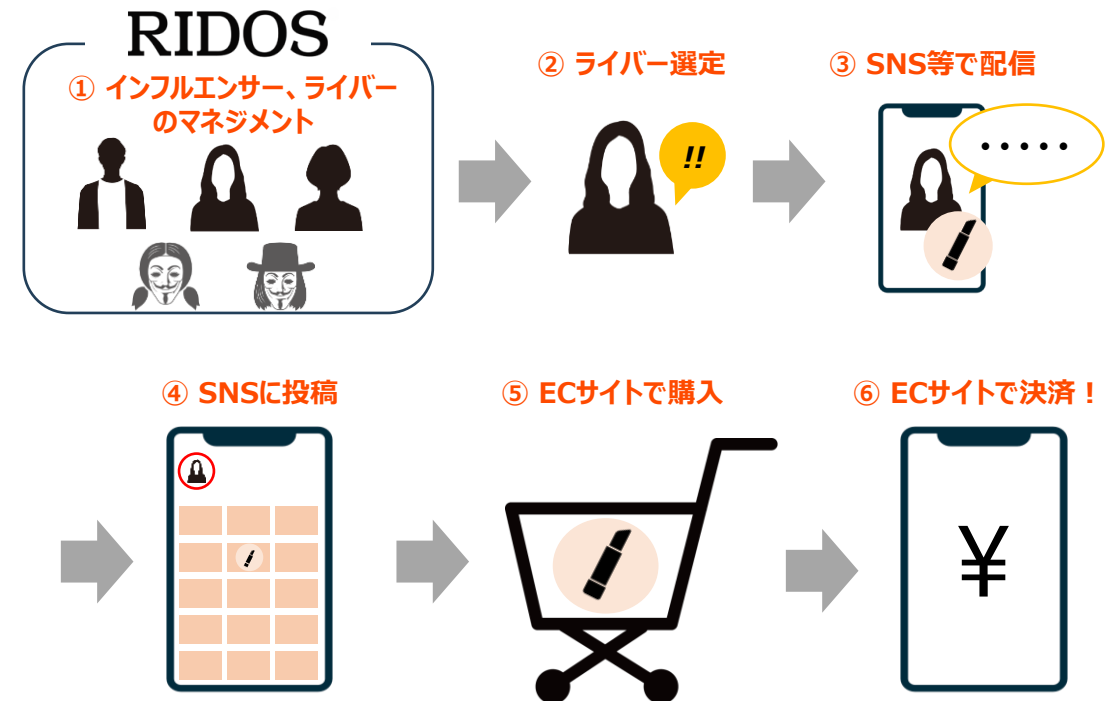 RIDOS
① インフルエンサー、ライバー
のマネジメント
② ライバー選定
!!
③ SNS等で配信
・・・・・
④ SNSに投稿
⑤ ECサイトで購入
⑥ ECサイトで決済！
¥